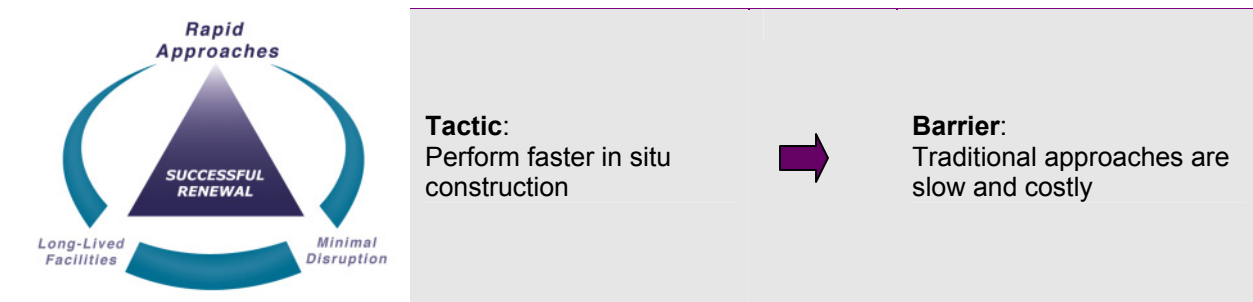 Rapid
Approaches
SUCCESSFUL
RENEWAL
Long-Lived
Facilities
Minimal
Disruption
Tactic:
Perform faster in situ
construction
Barrier:
Traditional approaches are
slow and costly